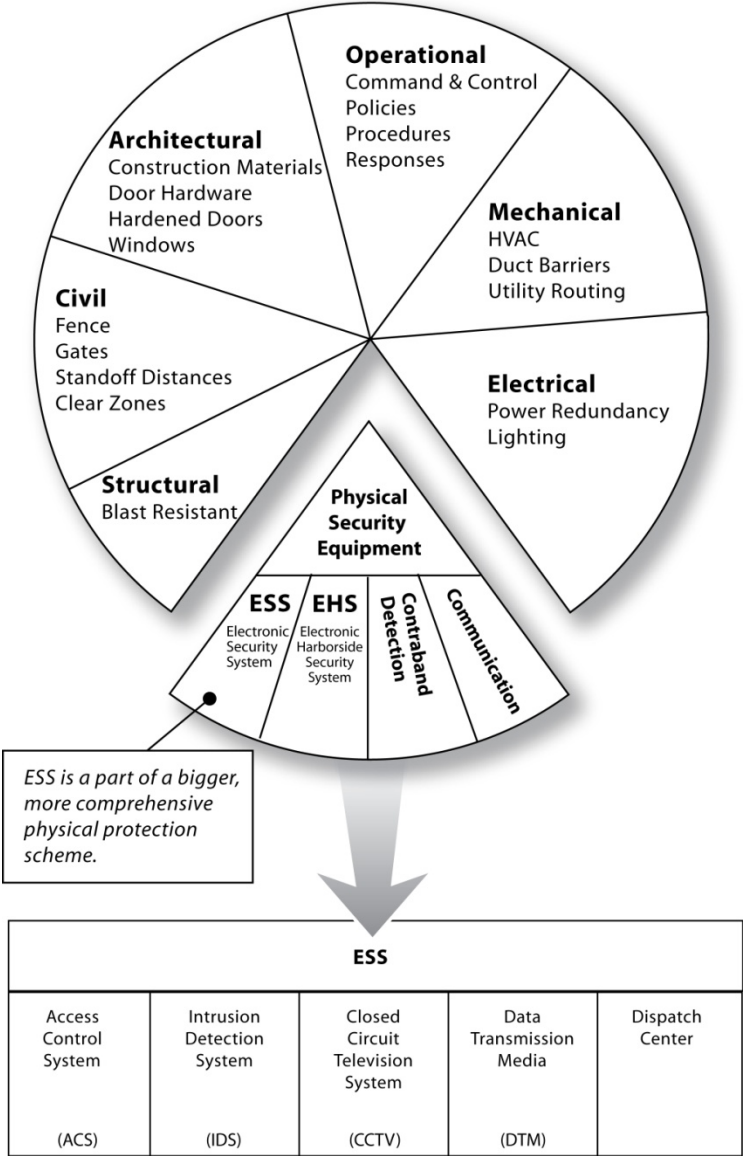 Operational
Command & Control
Policies
Procedures
Responses
Architectural
Construction Materials
Door Hardware
Hardened Doors
Windows
Mechanical
HVAC
Duct Barriers
Utility Routing
Civil
Fence
Gates
Standoff Distances
Clear Zones
Electrical
Power Redundancy
Lighting
Structural
Blast Resistant
Physical
Security
Equipment
ESS
Electronic
Security
System
EHS
Electronic
Harborside
Security
System
Contraband
Detection
Communication
ESS is a part of a bigger,
more comprehensive
physical protection
scheme.
ESS
Access
Control
System
(ACS)
Intrusion
Detection
System
(IDS)
Closed
Circuit
Television
System
(CCTV)
Data
Transmission
Media
(DTM)
Dispatch
Center